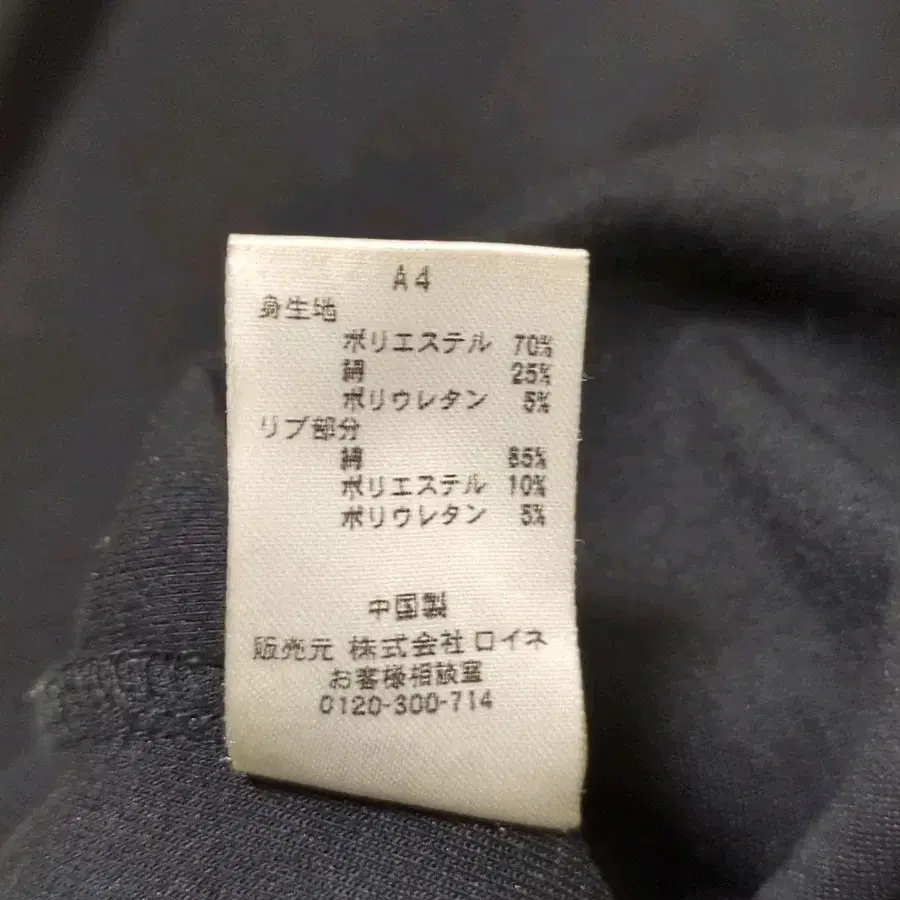 A4
身生地
ポリエステル 70%
綿 25%
ポリウレタン 5%
リブ部分
綿 85%
ポリエステル 10%
ポリウレタン 5%
中国製
販売元 株式会社ロイネ
お客様相談室
0120-300-714